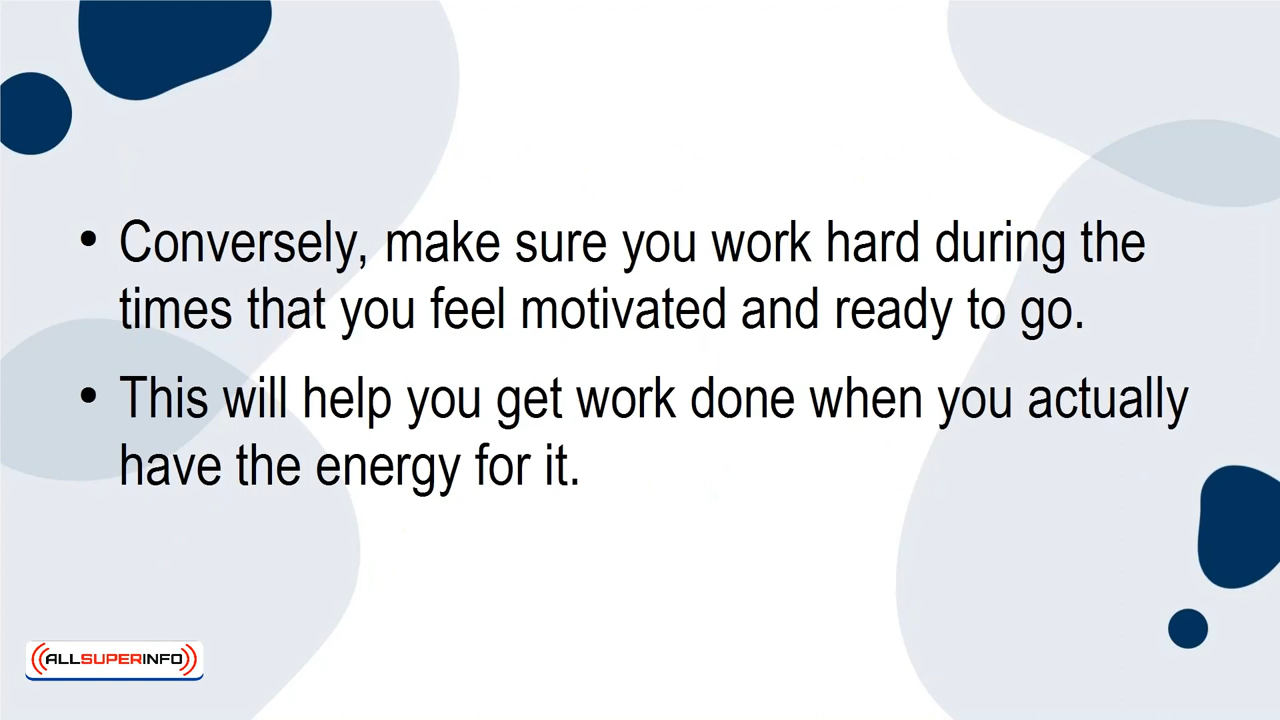 • Conversely, make sure you work hard during the
times that you feel motivated and ready to go.
• This will help you get work done when you actually
have the energy for it.
ALLSUPERINFO